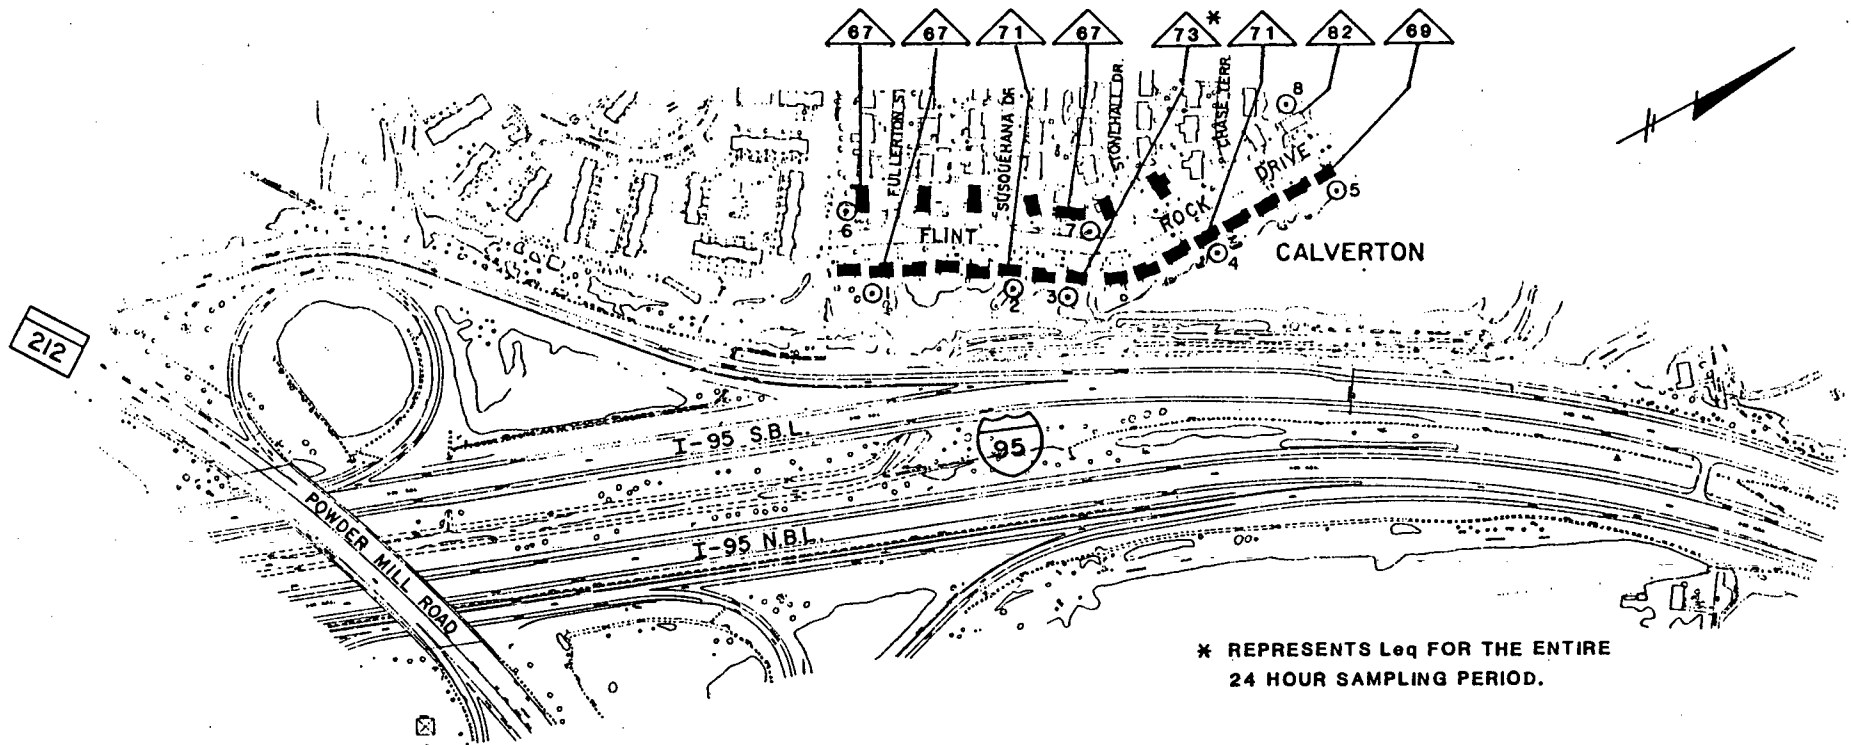 67 67 71 67 73* 71 82 69
FULLERTON ST.
SUSQUEHANA DR.
STONEHALL DR.
CHASE TERR.
8
DRIVE
5
ROCK
6
7
FLINT
4
CALVERTON
1
2
3
212
I-95 S.B.L.
95
POWDER MILL ROAD
I-95 N.B.L.
* REPRESENTS Leq FOR THE ENTIRE
24 HOUR SAMPLING PERIOD.